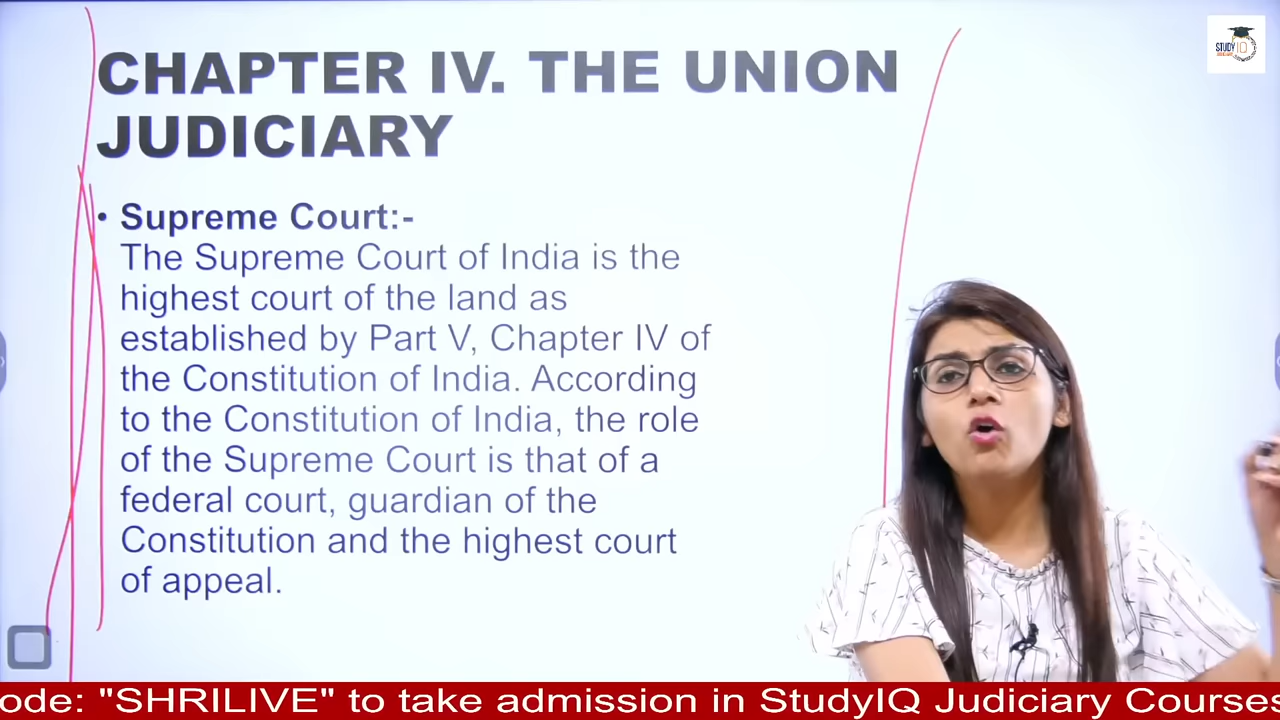 CHAPTER IV. THE UNION
JUDICIARY
• Supreme Court:-
The Supreme Court of India is the
highest court of the land as
established by Part V, Chapter IV of
the Constitution of India. According
to the Constitution of India, the role
of the Supreme Court is that of a
federal court, guardian of the
Constitution and the highest court
of appeal.
STUDY IQ
ode: "SHRILIVE" to take admission in StudyIQ Judiciary Courses